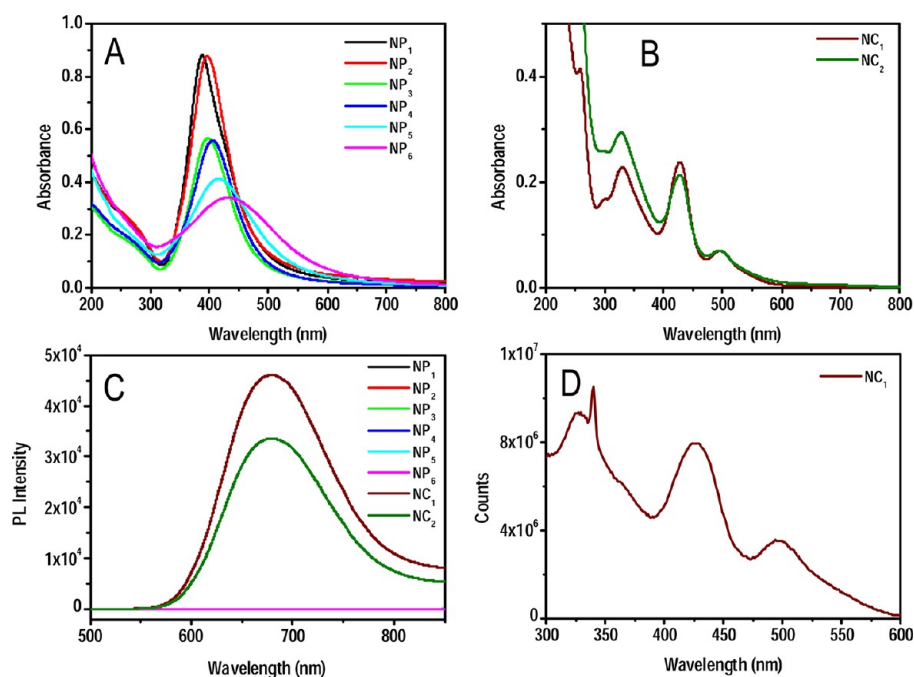 A
NP1
NP2
NP3
NP4
NP5
NP6
1.0
0.8
0.6
0.4
0.2
0.0
Absorbance
200 300 400 500 600 700 800
Wavelength (nm)
B
NC1
NC2
0.4
0.2
0.0
Absorbance
200 300 400 500 600 700 800
Wavelength (nm)
C
NP1
NP2
NP3
NP4
NP5
NP6
NC1
NC2
5x10^4
4x10^4
3x10^4
2x10^4
1x10^4
0
PL Intensity
500 600 700 800
Wavelength (nm)
D
NC1
1x10^7
8x10^6
4x10^6
0
Counts
300 350 400 450 500 550 600
Wavelength (nm)